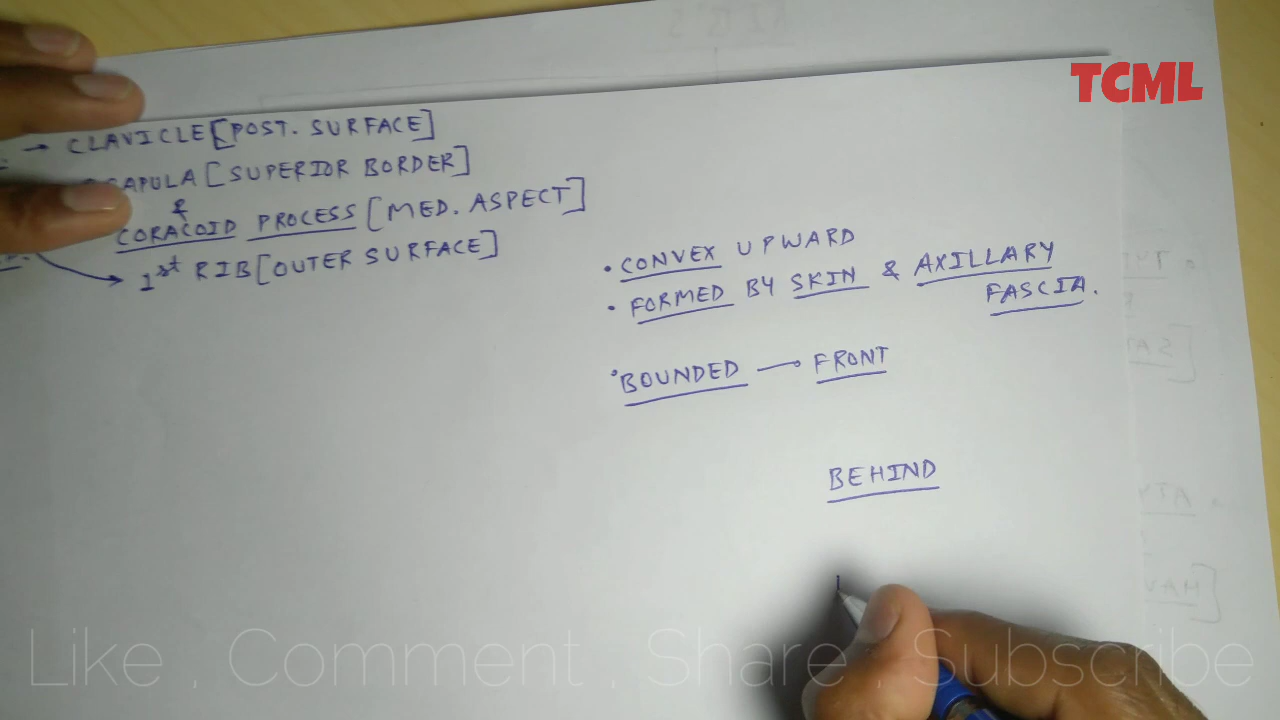 TCML
→ CLAVICLE [POST. SURFACE]
SCAPULA [SUPERIOR BORDER]
&
CORACOID PROCESS [MED. ASPECT]
1st RIB [OUTER SURFACE]
• CONVEX UPWARD
• FORMED BY SKIN & AXILLARY
FASCIA.
• BOUNDED → FRONT
BEHIND
Like , Comment , Share , Subscribe